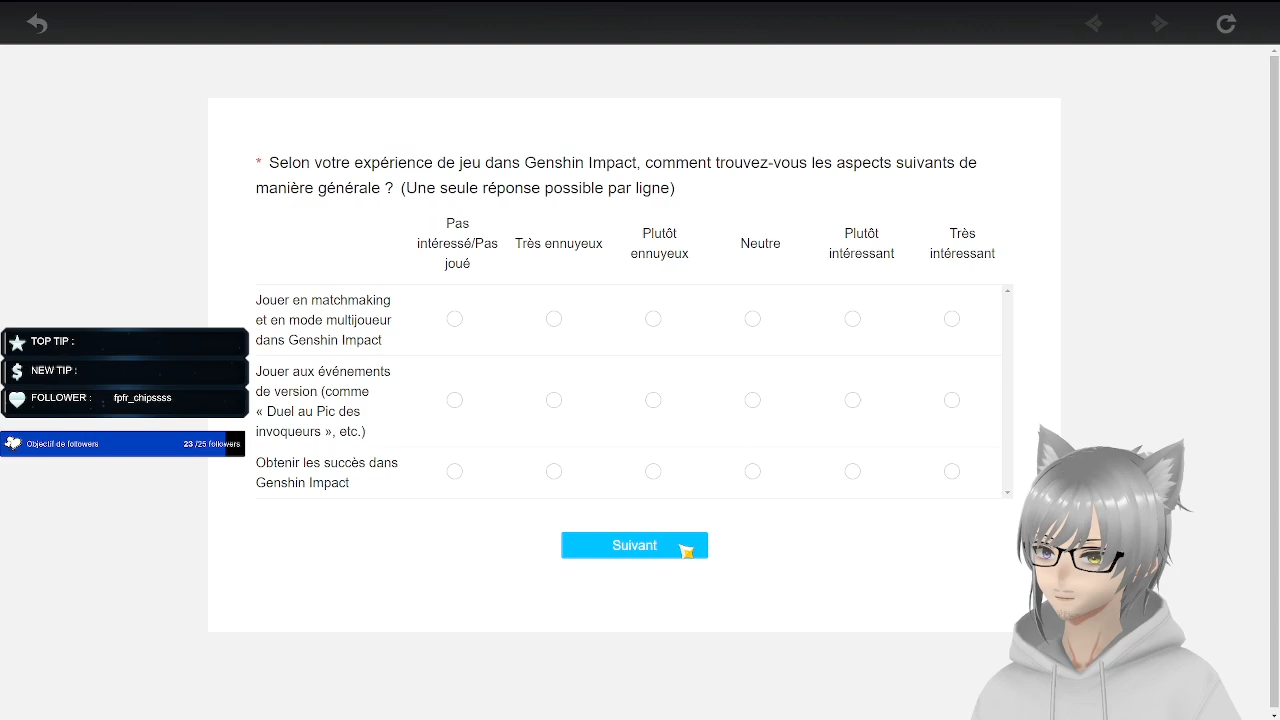 * Selon votre expérience de jeu dans Genshin Impact, comment trouvez-vous les aspects suivants de
manière générale ? (Une seule réponse possible par ligne)
Pas
intéressé/Pas
joué
Très ennuyeux
Plutôt
ennuyeux
Neutre
Plutôt
intéressant
Très
intéressant
Jouer en matchmaking
et en mode multijoueur
dans Genshin Impact
Jouer aux événements
de version (comme
« Duel au Pic des
invoqueurs », etc.)
Obtenir les succès dans
Genshin Impact
Suivant
TOP TIP :
NEW TIP :
FOLLOWER : fpfr_chipssss
Objectif de followers 23 /25 followers